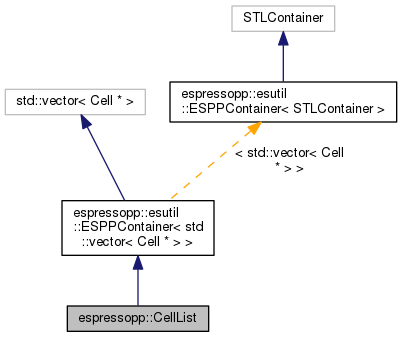 STLContainer
std::vector< Cell * >
espressopp::esutil
::ESPPContainer< STLContainer >
< std::vector< Cell
* > >
espressopp::esutil
::ESPPContainer< std
::vector< Cell * > >
espressopp::CellList